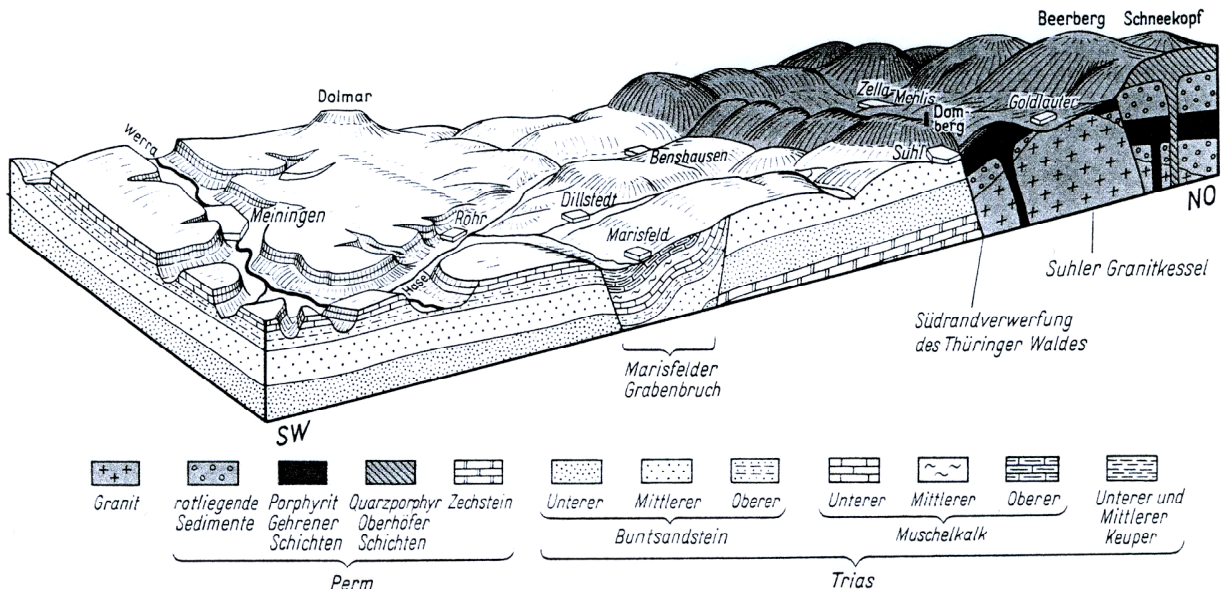 Beerberg Schneekopf
Dolmar
Zella-Mehlis
Goldlauter
Dom-
berg
Werra
Benshausen
Suhl
NO
Meiningen
Dillstedt
Röhr
Marisfeld
Hasel
Suhler Granitkessel
Südrandverwerfung
des Thüringer Waldes
Marisfelder
Grabenbruch
SW
Granit
rotliegende
Sedimente
Porphyrit
Gehrener
Schichten
Quarzporphyr
Oberhöfer
Schichten
Zechstein
Unterer
Mittlerer
Oberer
Buntsandstein
Unterer
Mittlerer
Oberer
Muschelkalk
Unterer und
Mittlerer
Keuper
Perm
Trias